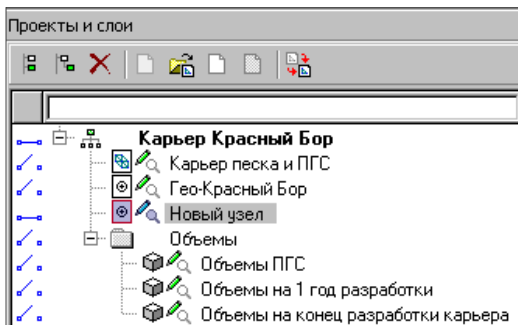 Проекты и слои
Карьер Красный Бор
Карьер песка и ПГС
Гео-Красный Бор
Новый узел
Объемы
Объемы ПГС
Объемы на 1 год разработки
Объемы на конец разработки карьера